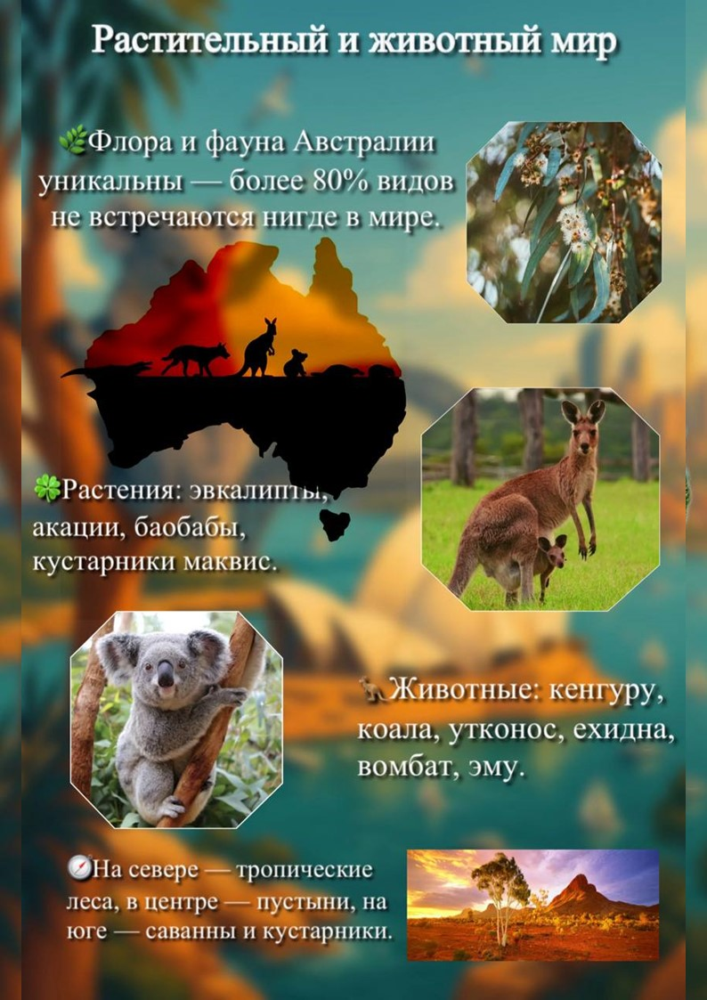 Растительный и животный мир
🌿Флора и фауна Австралии
уникальны — более 80% видов
не встречаются нигде в мире.
🍀Растения: эвкалипты,
акации, баобабы,
кустарники маквис.
🦘Животные: кенгуру,
коала, утконос, ехидна,
вомбат, эму.
🧭На севере — тропические
леса, в центре — пустыни, на
юге — саванны и кустарники.